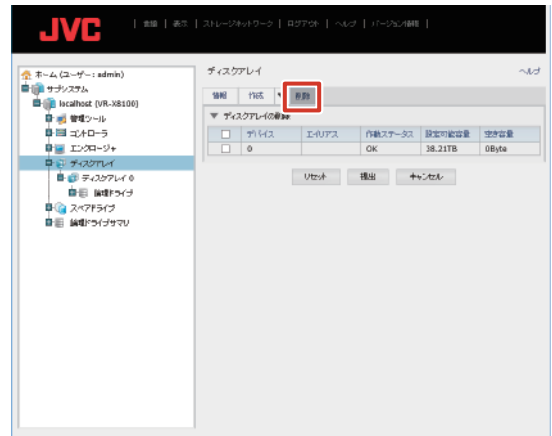 JVC
| 言語 | 表示 | ストレージネットワーク | ログアウト | ヘルプ | バージョン情報 |
ホーム (ユーザー: admin)
サブシステム
localhost (VR-X8100)
管理ツール
コントローラ
エンクロージャ
ディスクアレイ
ディスクアレイ 0
論理ドライブ
スペアドライブ
論理ドライブサマリ
ディスクアレイ
ヘルプ
情報 作成 ▼ 削除
▼ ディスクアレイの削除
デバイス エイリアス 作動ステータス 設定可能容量 空き容量
0 OK 38.21TB 0Byte
リセット 提出 キャンセル